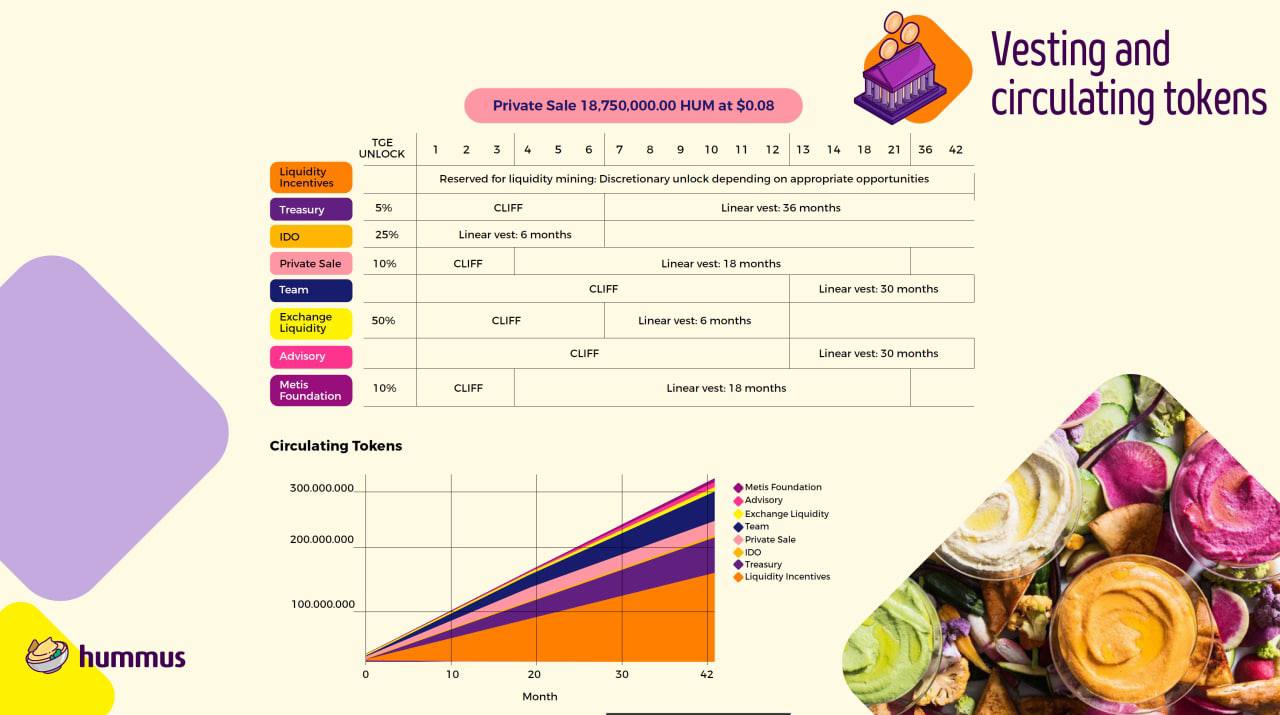 Vesting and
circulating tokens
Private Sale 18,750,000.00 HUM at $0.08
TGE
UNLOCK
1 2 3 4 5 6 7 8 9 10 11 12 13 14 18 21 36 42
Liquidity
Incentives
Reserved for liquidity mining: Discretionary unlock depending on appropriate opportunities
Treasury 5% CLIFF Linear vest: 36 months
IDO 25% Linear vest: 6 months
Private Sale 10% CLIFF Linear vest: 18 months
Team CLIFF Linear vest: 30 months
Exchange
Liquidity
50% CLIFF Linear vest: 6 months
Advisory CLIFF Linear vest: 30 months
Metis
Foundation
10% CLIFF Linear vest: 18 months
Circulating Tokens
300.000.000
200.000.000
100.000.000
0 10 20 30 42
Month
Metis Foundation
Advisory
Exchange Liquidity
Team
Private Sale
IDO
Treasury
Liquidity Incentives
hummus